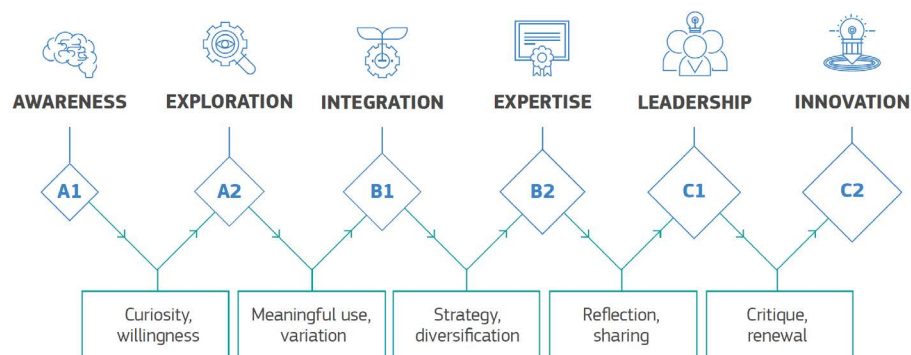 AWARENESS EXPLORATION INTEGRATION EXPERTISE LEADERSHIP INNOVATION
A1 A2 B1 B2 C1 C2
Curiosity,
willingness
Meaningful use,
variation
Strategy,
diversification
Reflection,
sharing
Critique,
renewal